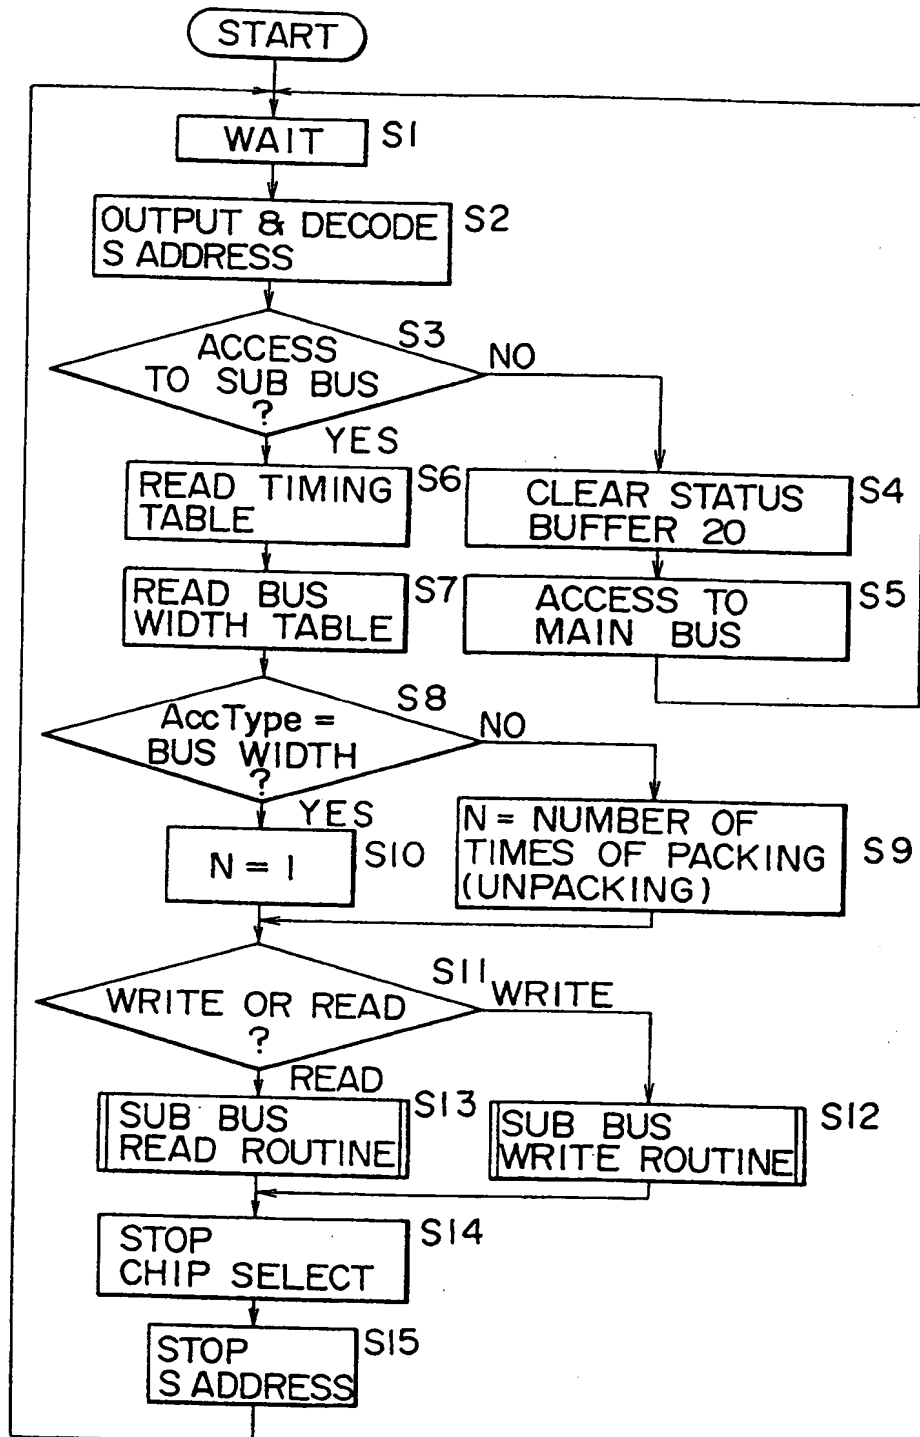 START
WAIT
S1
OUTPUT & DECODE
S ADDRESS
S2
ACCESS
TO SUB BUS
?
S3
NO
YES
READ TIMING
TABLE
S6
CLEAR STATUS
BUFFER 20
S4
READ BUS
WIDTH TABLE
S7
ACCESS TO
MAIN BUS
S5
AccType =
BUS WIDTH
?
S8
NO
YES
N = 1
S10
N = NUMBER OF
TIMES OF PACKING
(UNPACKING)
S9
WRITE OR READ
?
S11
WRITE
READ
SUB BUS
READ ROUTINE
S13
SUB BUS
WRITE ROUTINE
S12
STOP
CHIP SELECT
S14
STOP
S ADDRESS
S15